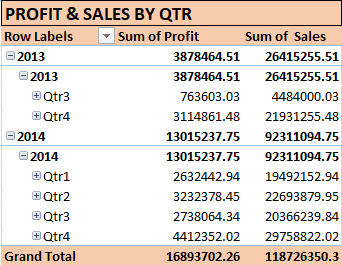 PROFIT & SALES BY QTR
Row Labels Sum of Profit Sum of Sales
2013 3878464.51 26415255.51
2013 3878464.51 26415255.51
Qtr3 763603.03 4484000.03
Qtr4 3114861.48 21931255.48
2014 13015237.75 92311094.75
2014 13015237.75 92311094.75
Qtr1 2632442.94 19492152.94
Qtr2 3232378.45 22693879.95
Qtr3 2738064.34 20366239.84
Qtr4 4412352.02 29758822.02
Grand Total 16893702.26 118726350.3